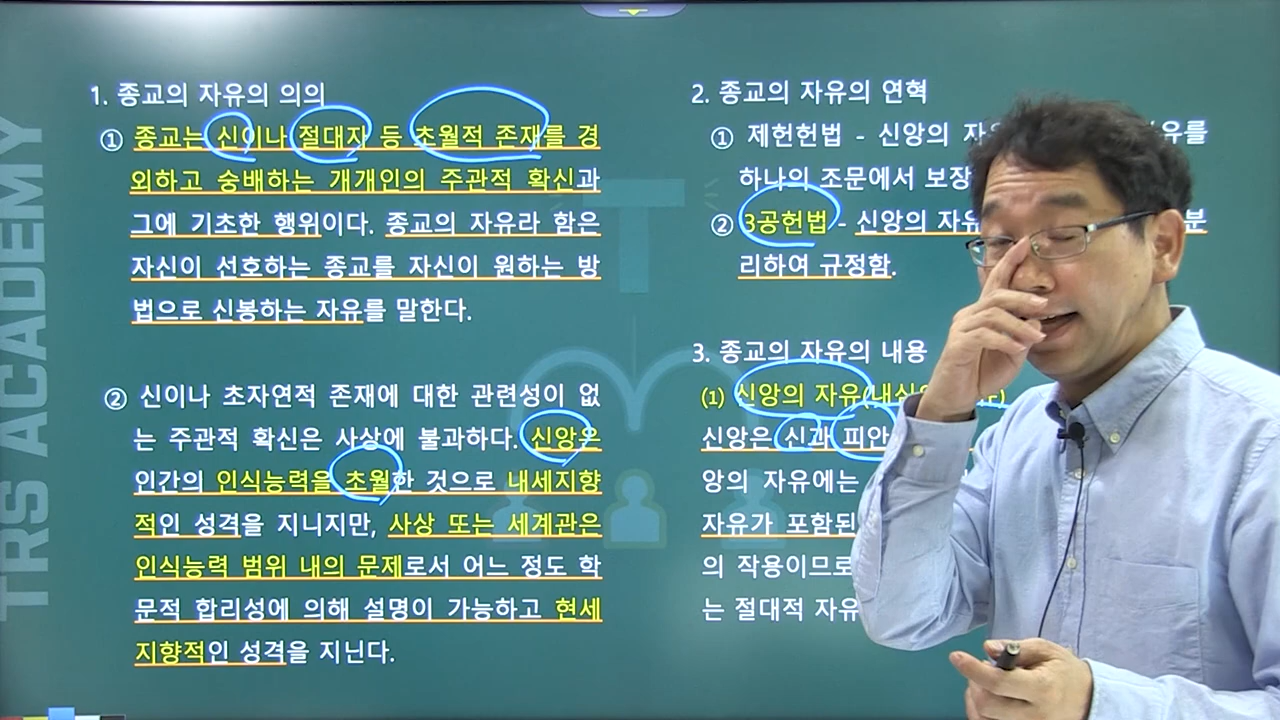 TRS ACADEMY
1. 종교의 자유의 의의
① 종교는 신이나 절대자 등 초월적 존재를 경
외하고 숭배하는 개개인의 주관적 확신과
그에 기초한 행위이다. 종교의 자유라 함은
자신이 선호하는 종교를 자신이 원하는 방
법으로 신봉하는 자유를 말한다.
② 신이나 초자연적 존재에 대한 관련성이 없
는 주관적 확신은 사상에 불과하다. 신앙은
인간의 인식능력을 초월한 것으로 내세지향
적인 성격을 지니지만, 사상 또는 세계관은
인식능력 범위 내의 문제로서 어느 정도 학
문적 합리성에 의해 설명이 가능하고 현세
지향적인 성격을 지닌다.
2. 종교의 자유의 연혁
① 제헌헌법 - 신앙의 유를
하나의 조문에서 보장
② 3공헌법 - 신앙의 자유 분
리하여 규정함.
3. 종교의 자유의 내용
(1) 신앙의 자유
신앙은 신과 피안
앙의 자유에는
자유가 포함된
의 작용이므로
는 절대적 자유